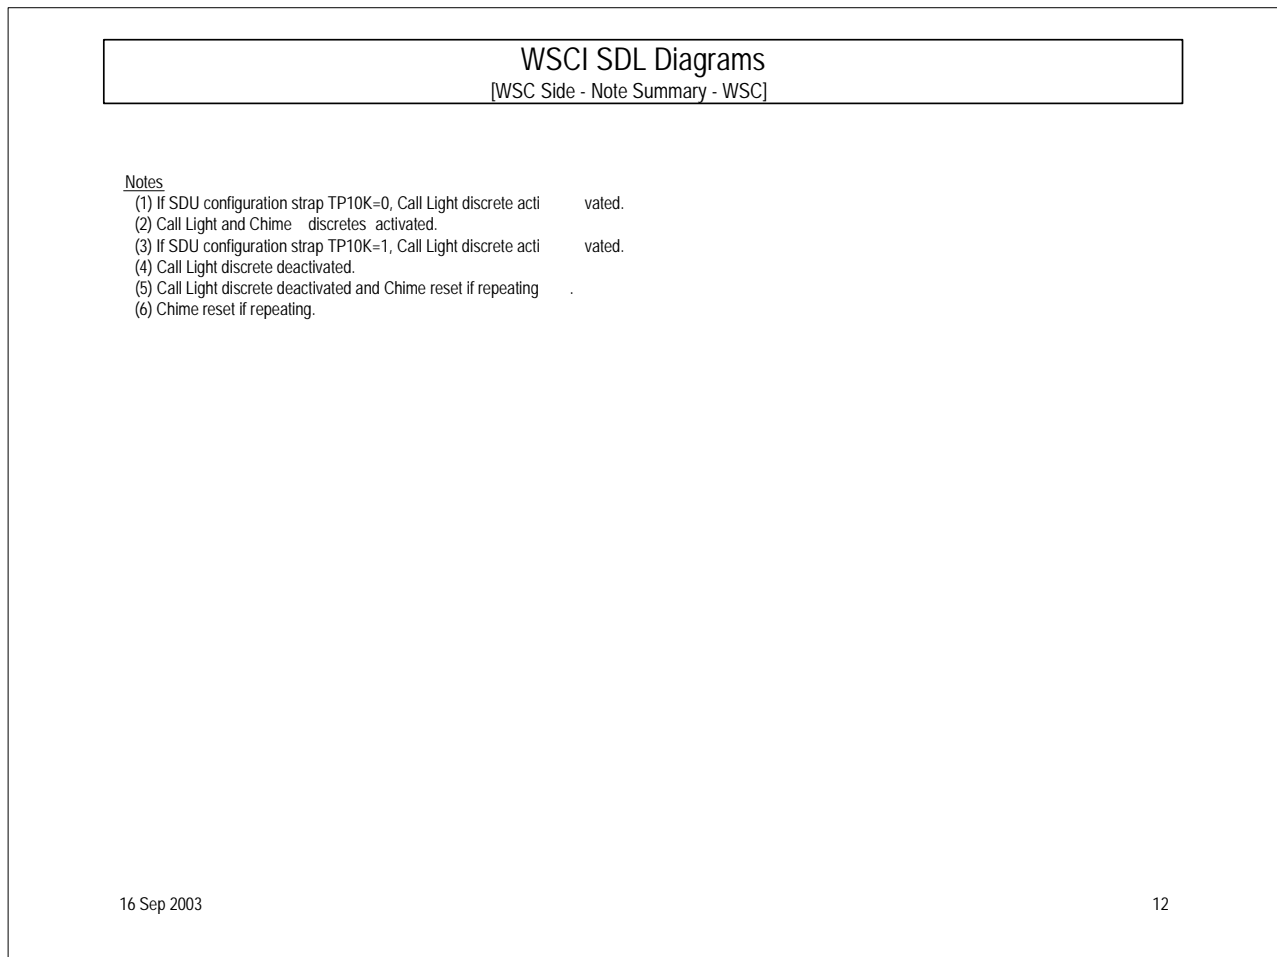 WSCI SDL Diagrams
[WSC Side - Note Summary - WSC]
Notes
(1) If SDU configuration strap TP10K=0, Call Light discrete acti vated.
(2) Call Light and Chime discretes activated.
(3) If SDU configuration strap TP10K=1, Call Light discrete acti vated.
(4) Call Light discrete deactivated.
(5) Call Light discrete deactivated and Chime reset if repeating .
(6) Chime reset if repeating.
16 Sep 2003 12